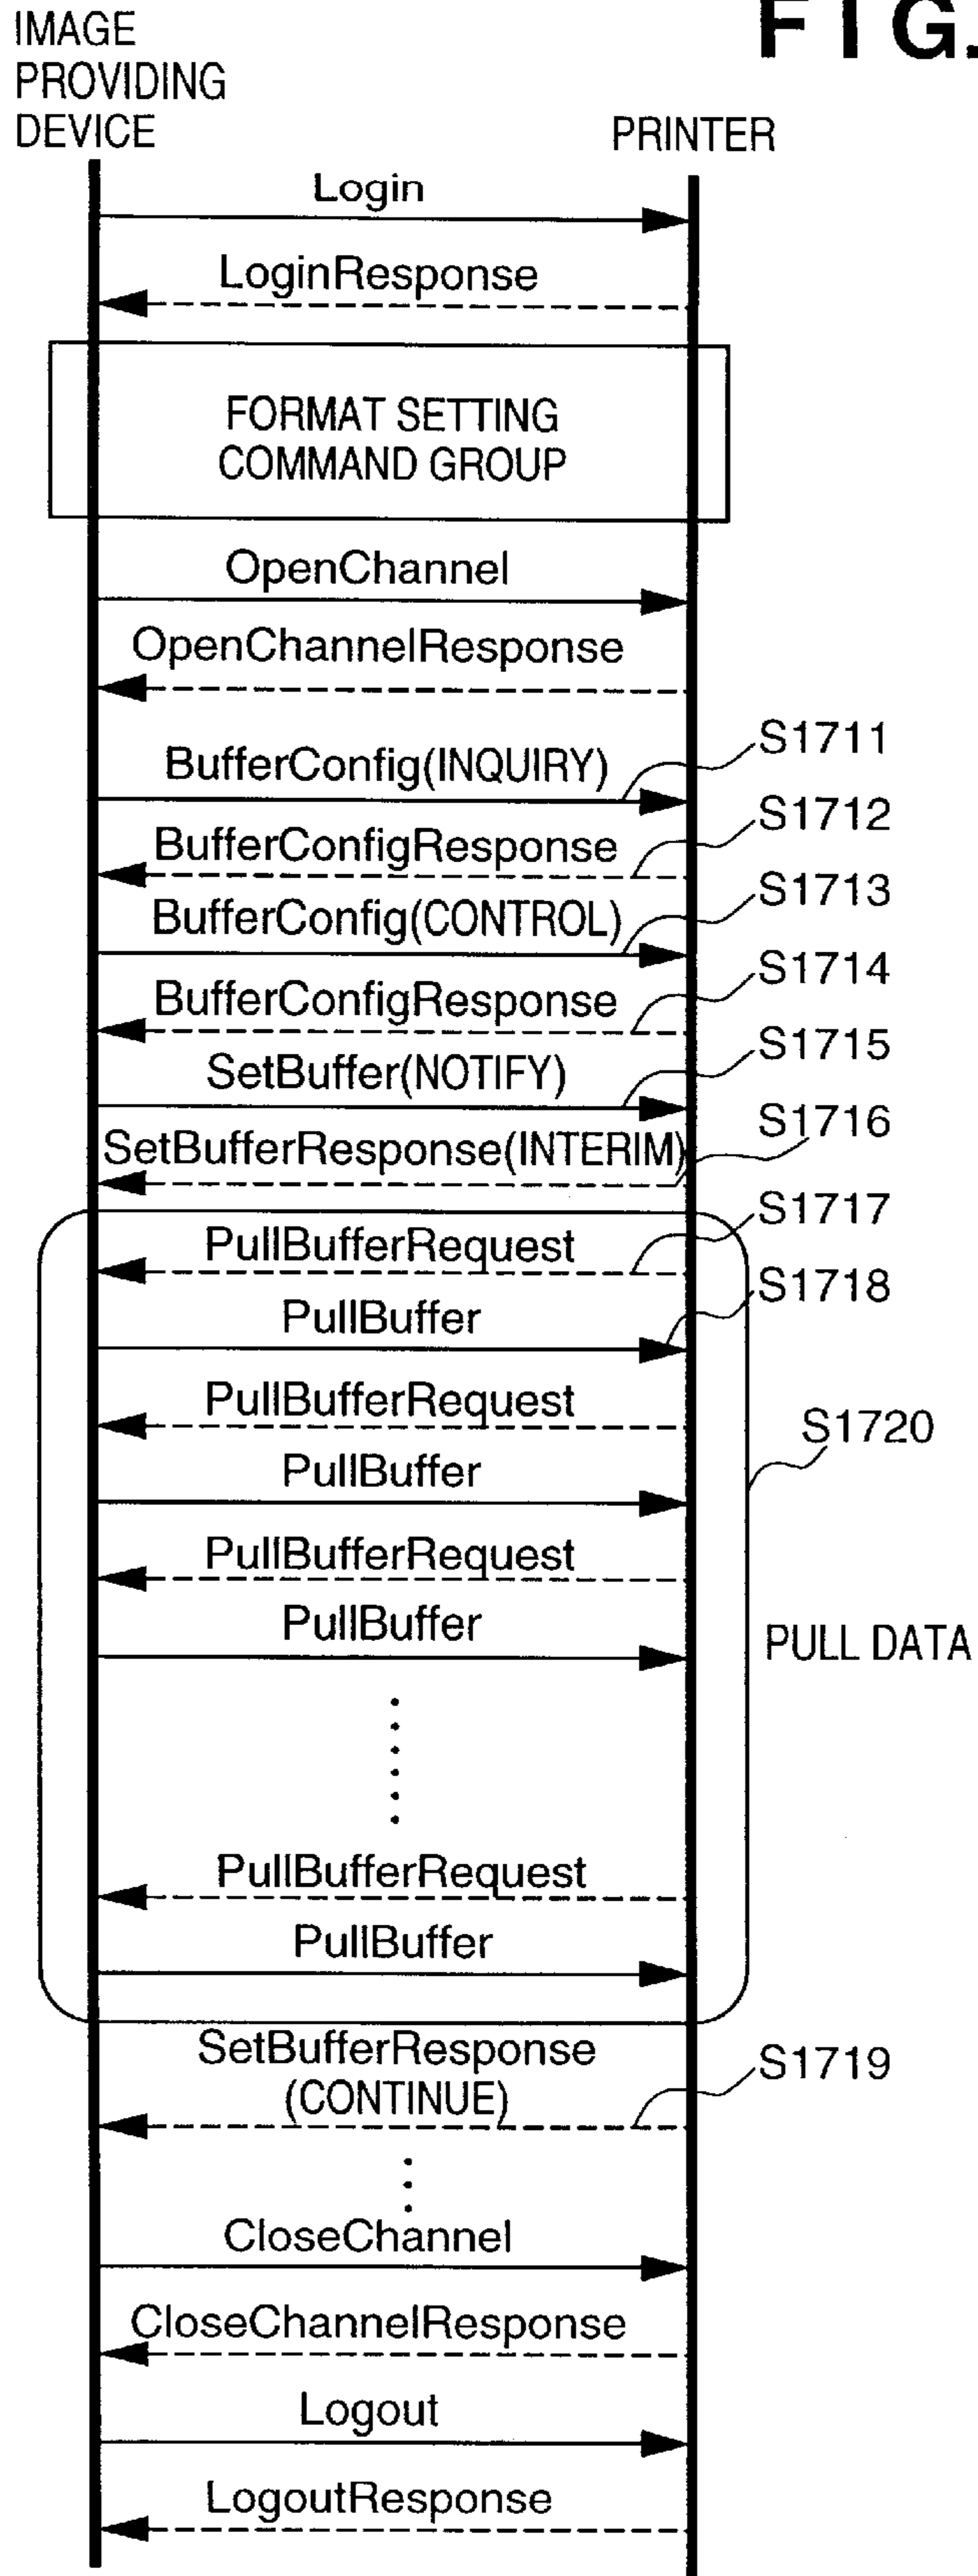 FIG.
IMAGE
PROVIDING
DEVICE
PRINTER
Login
LoginResponse
FORMAT SETTING
COMMAND GROUP
OpenChannel
OpenChannelResponse
BufferConfig(INQUIRY)
S1711
BufferConfigResponse
S1712
BufferConfig(CONTROL)
S1713
BufferConfigResponse
S1714
SetBuffer(NOTIFY)
S1715
SetBufferResponse(INTERIM)
S1716
PullBufferRequest
S1717
PullBuffer
S1718
PullBufferRequest
S1720
PullBuffer
PullBufferRequest
PullBuffer
PULL DATA
PullBufferRequest
PullBuffer
SetBufferResponse
(CONTINUE)
S1719
CloseChannel
CloseChannelResponse
Logout
LogoutResponse